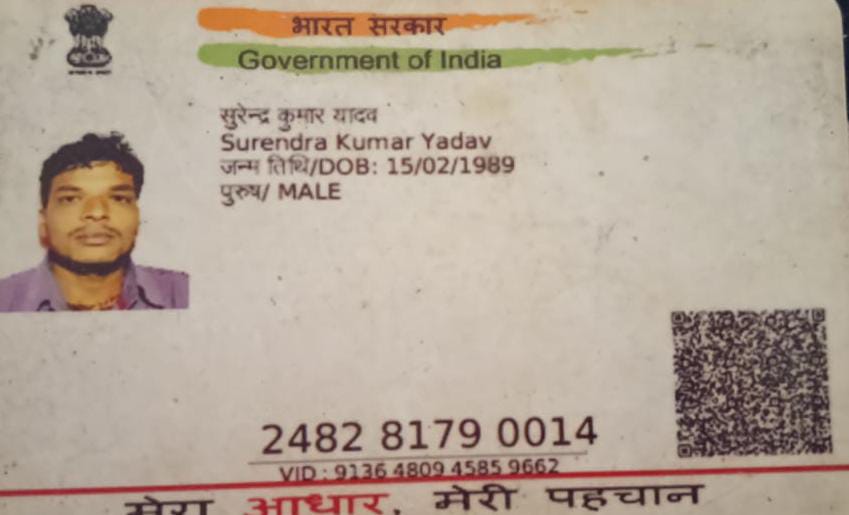 भारत सरकार
Government of India
सुरेन्द्र कुमार यादव
Surendra Kumar Yadav
जन्म तिथि/DOB: 15/02/1989
पुरुष/ MALE
2482 8179 0014
VID : 9136 4809 4585 9662
मेरा आधार, मेरी पहचान